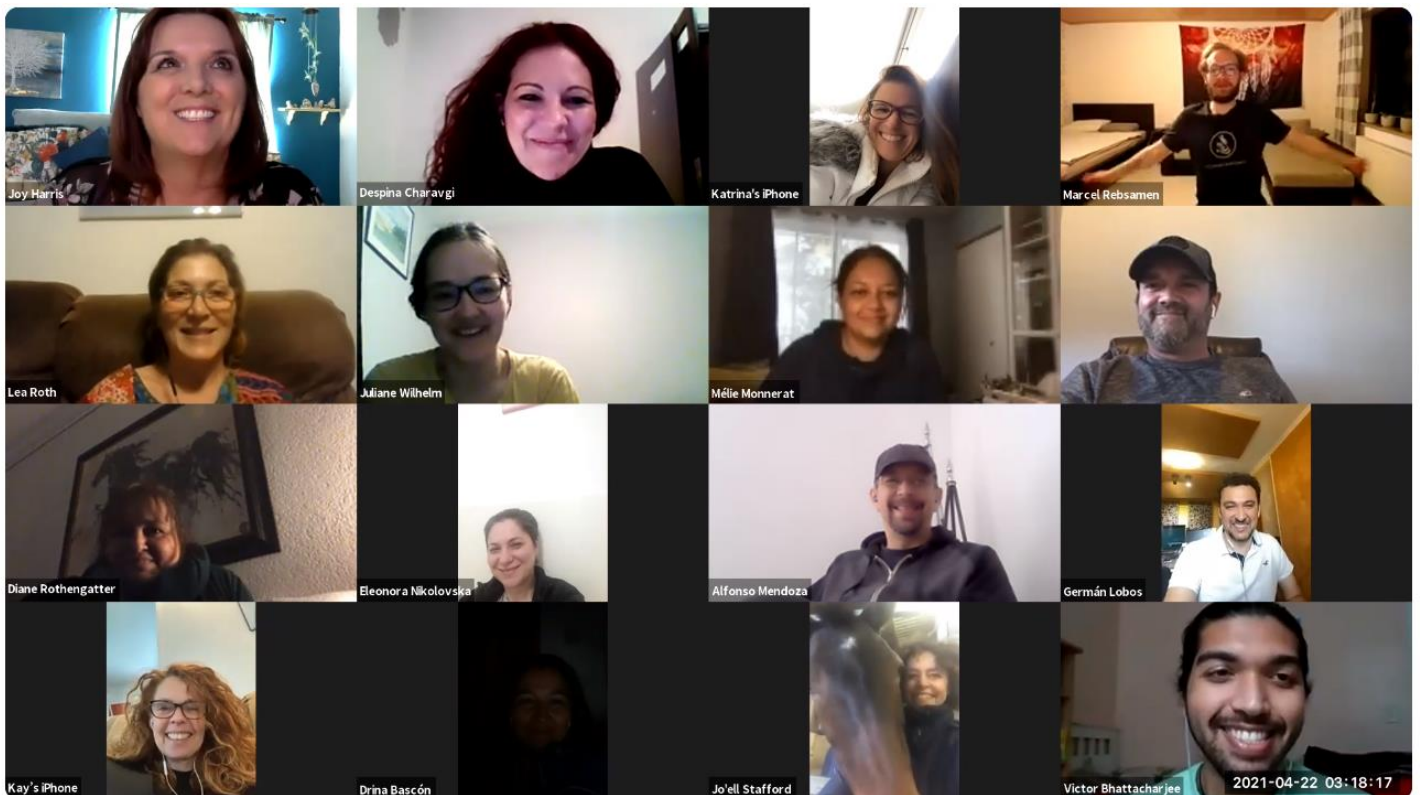 Joy Harris
Despina Charavgi
Katrina's iPhone
Marcel Rebsamen
Lea Roth
Juliane Wilhelm
Mélie Monnerat
Diane Rothengatter
Eleonora Nikolovska
Alfonso Mendoza
Germán Lobos
Kay's iPhone
Drina Bascón
Jo'ell Stafford
Victor Bhattacharjee
2021-04-22 03:18:17